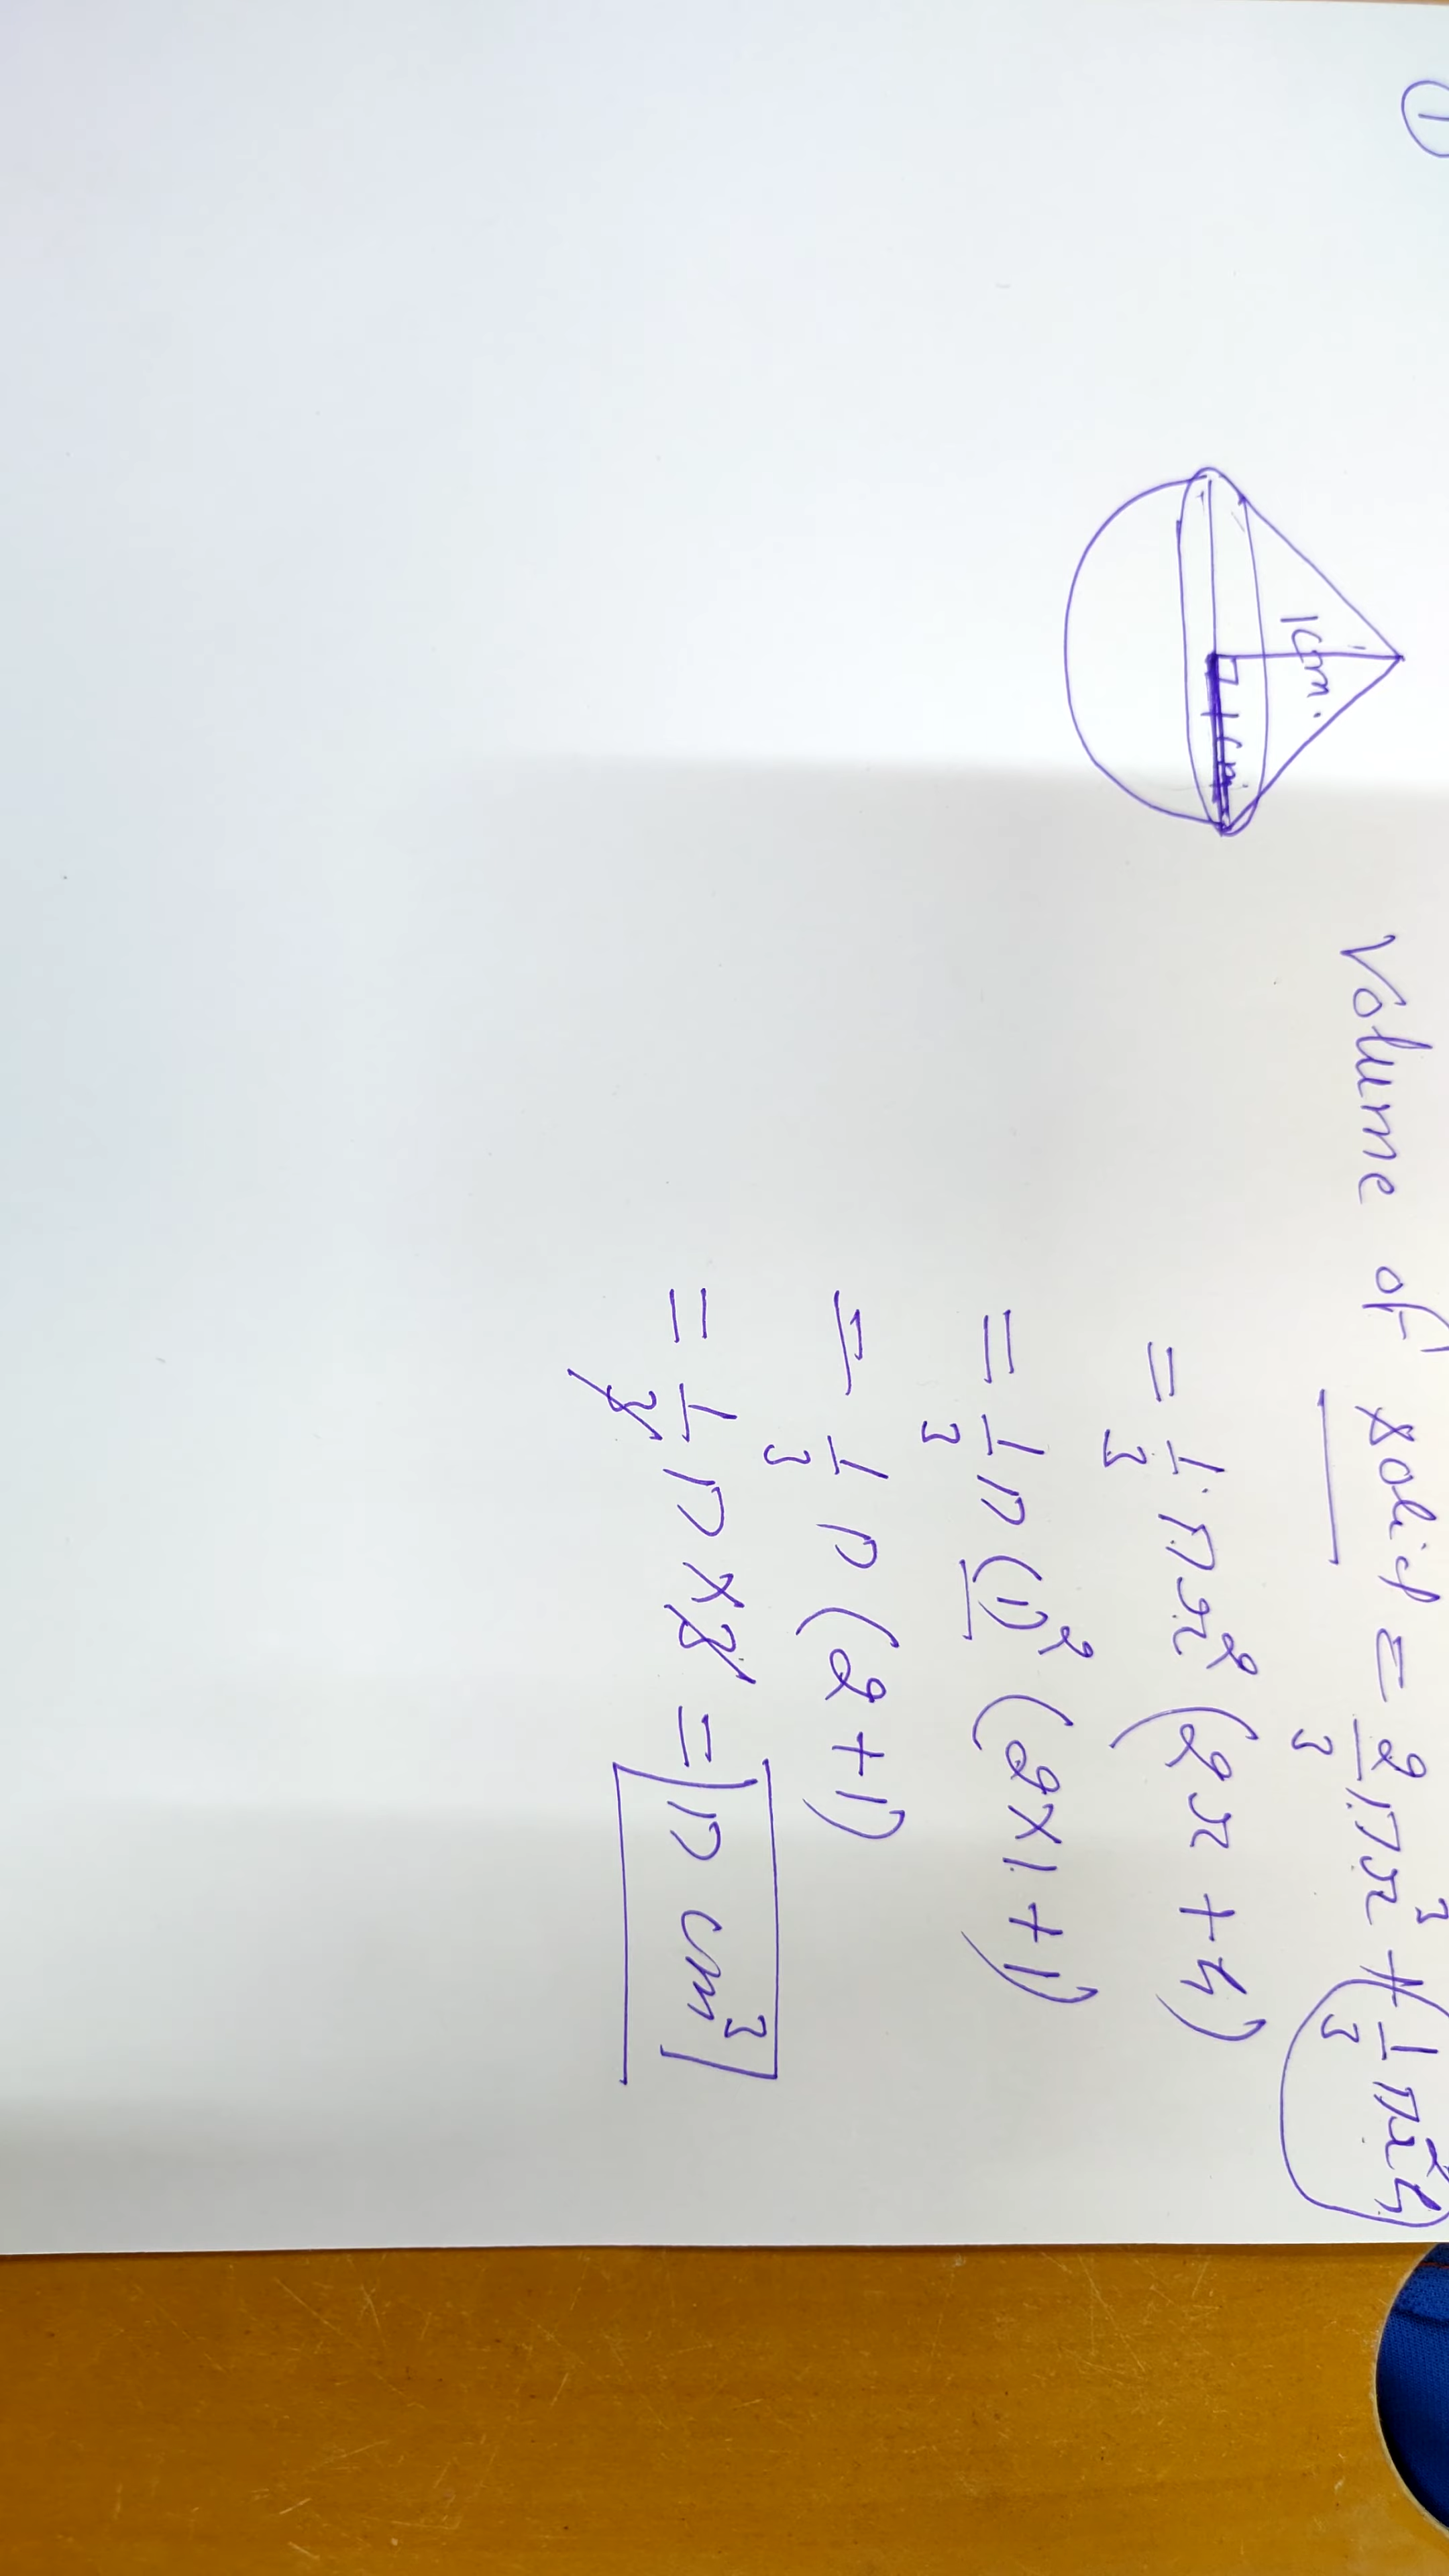 ①
1cm.
1cm
Volume of solid = 2/3 πr³ + 1/3 πr²h
= 1/3 πr² (2r + h)
= 1/3 π (1)² (2×1 + 1)
= 1/3 π (2 + 1)
= 1/3 π × 3 = π cm³